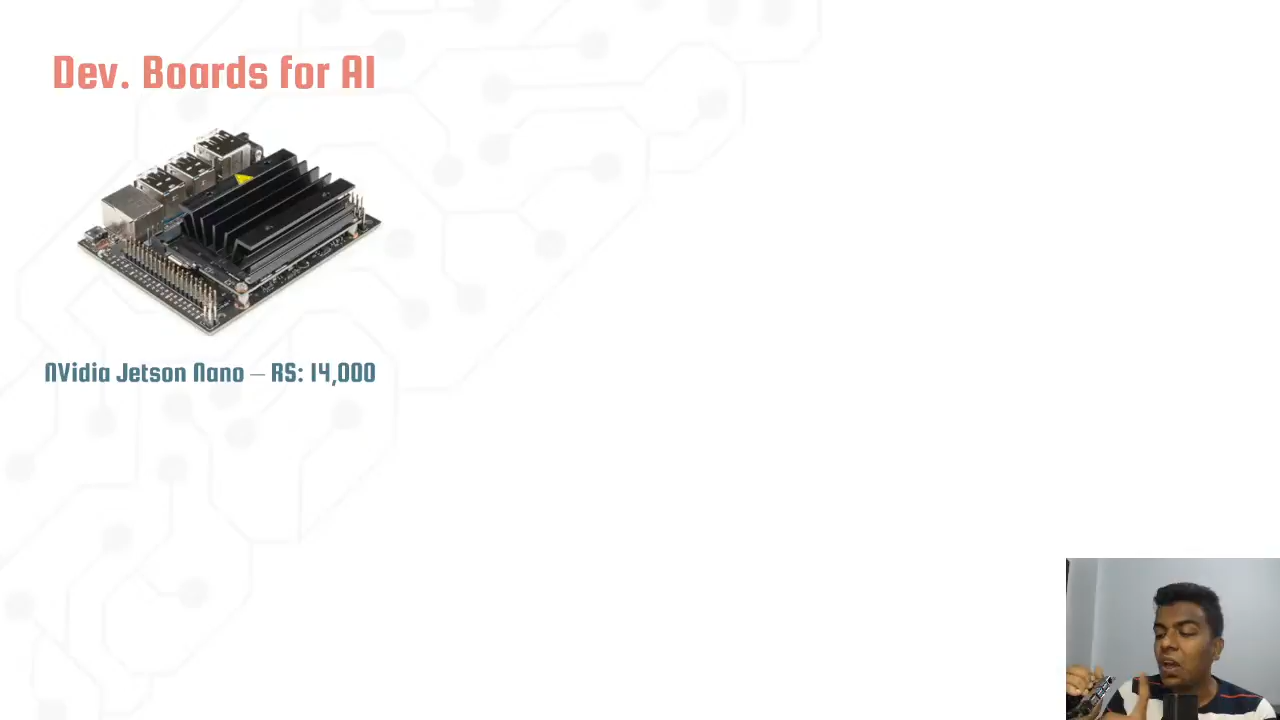 Dev. Boards for AI
NVidia Jetson Nano – RS: 14,000